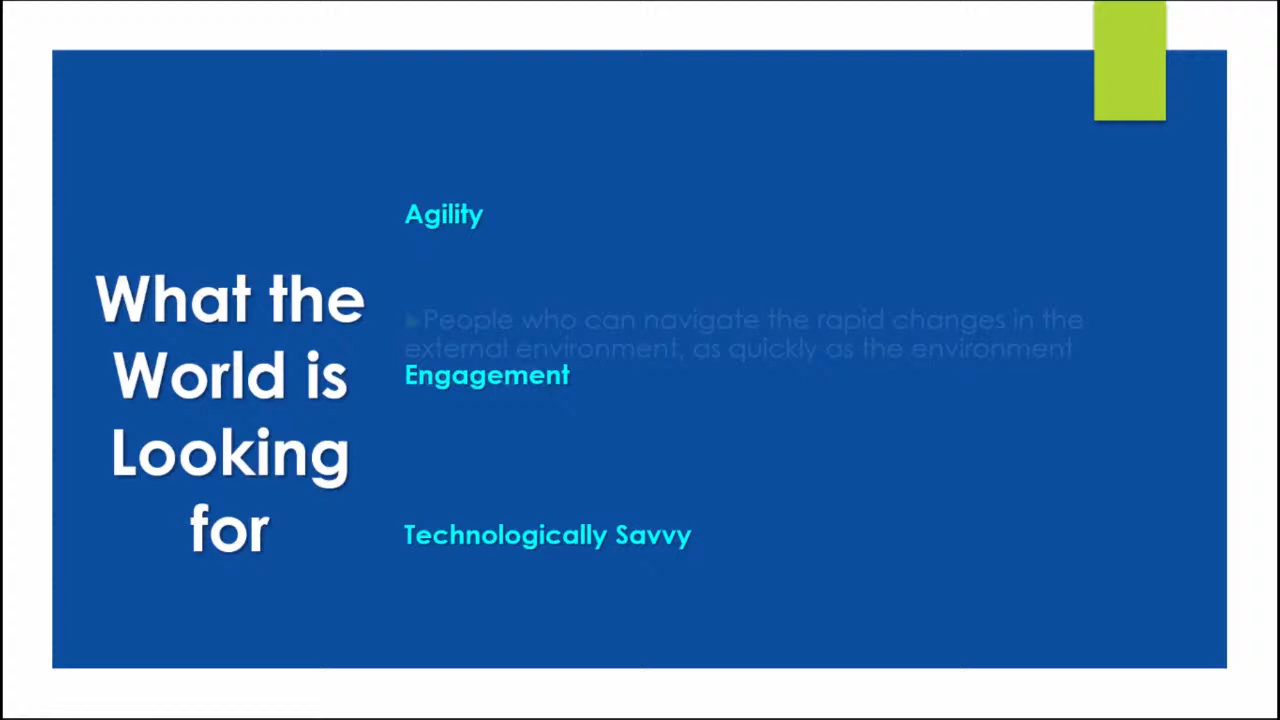 What the
World is
Looking
for
Agility
▶People who can navigate the rapid changes in the
external environment, as quickly as the environment
Engagement
Technologically Savvy